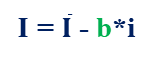 I = Ī - b*i